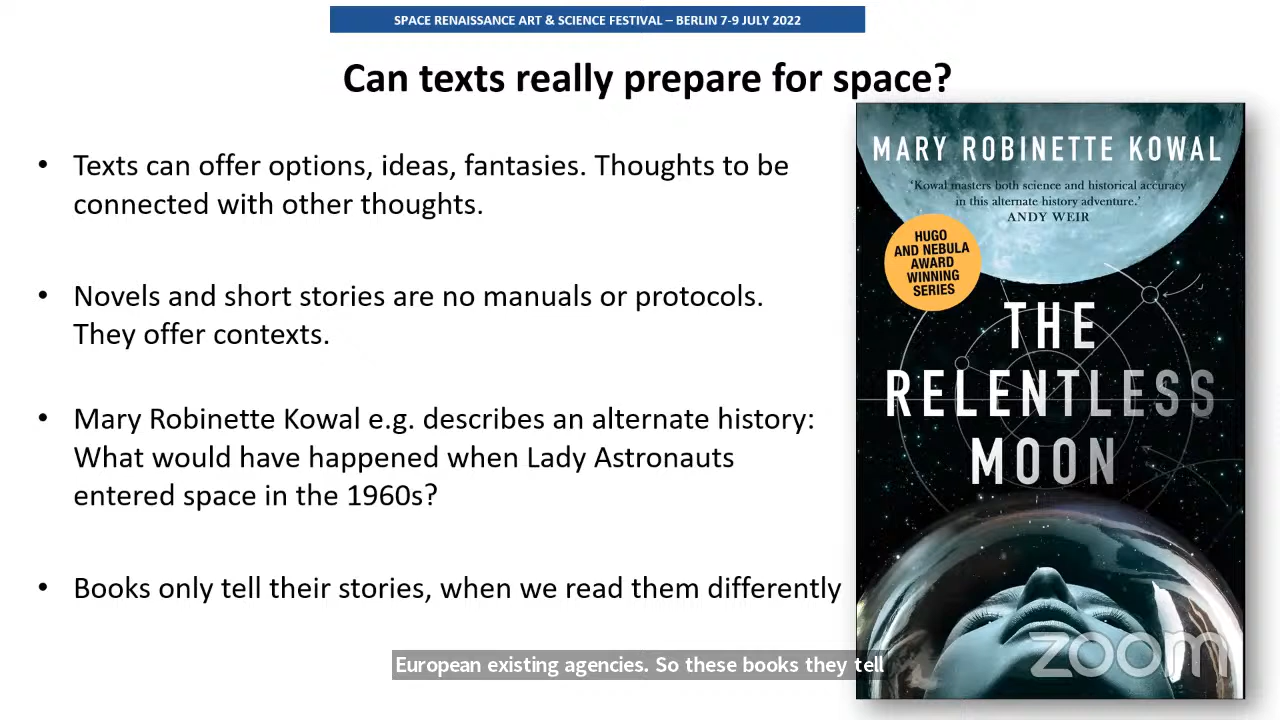 SPACE RENAISSANCE ART & SCIENCE FESTIVAL – BERLIN 7-9 JULY 2022
Can texts really prepare for space?
• Texts can offer options, ideas, fantasies. Thoughts to be
connected with other thoughts.
• Novels and short stories are no manuals or protocols.
They offer contexts.
• Mary Robinette Kowal e.g. describes an alternate history:
What would have happened when Lady Astronauts
entered space in the 1960s?
• Books only tell their stories, when we read them differently
MARY ROBINETTE KOWAL
‘Kowal masters both science and historical accuracy
in this alternate history adventure.’
ANDY WEIR
HUGO
AND NEBULA
AWARD
WINNING
SERIES
THE
RELENTLESS
MOON
zoom
European existing agencies. So these books they tell